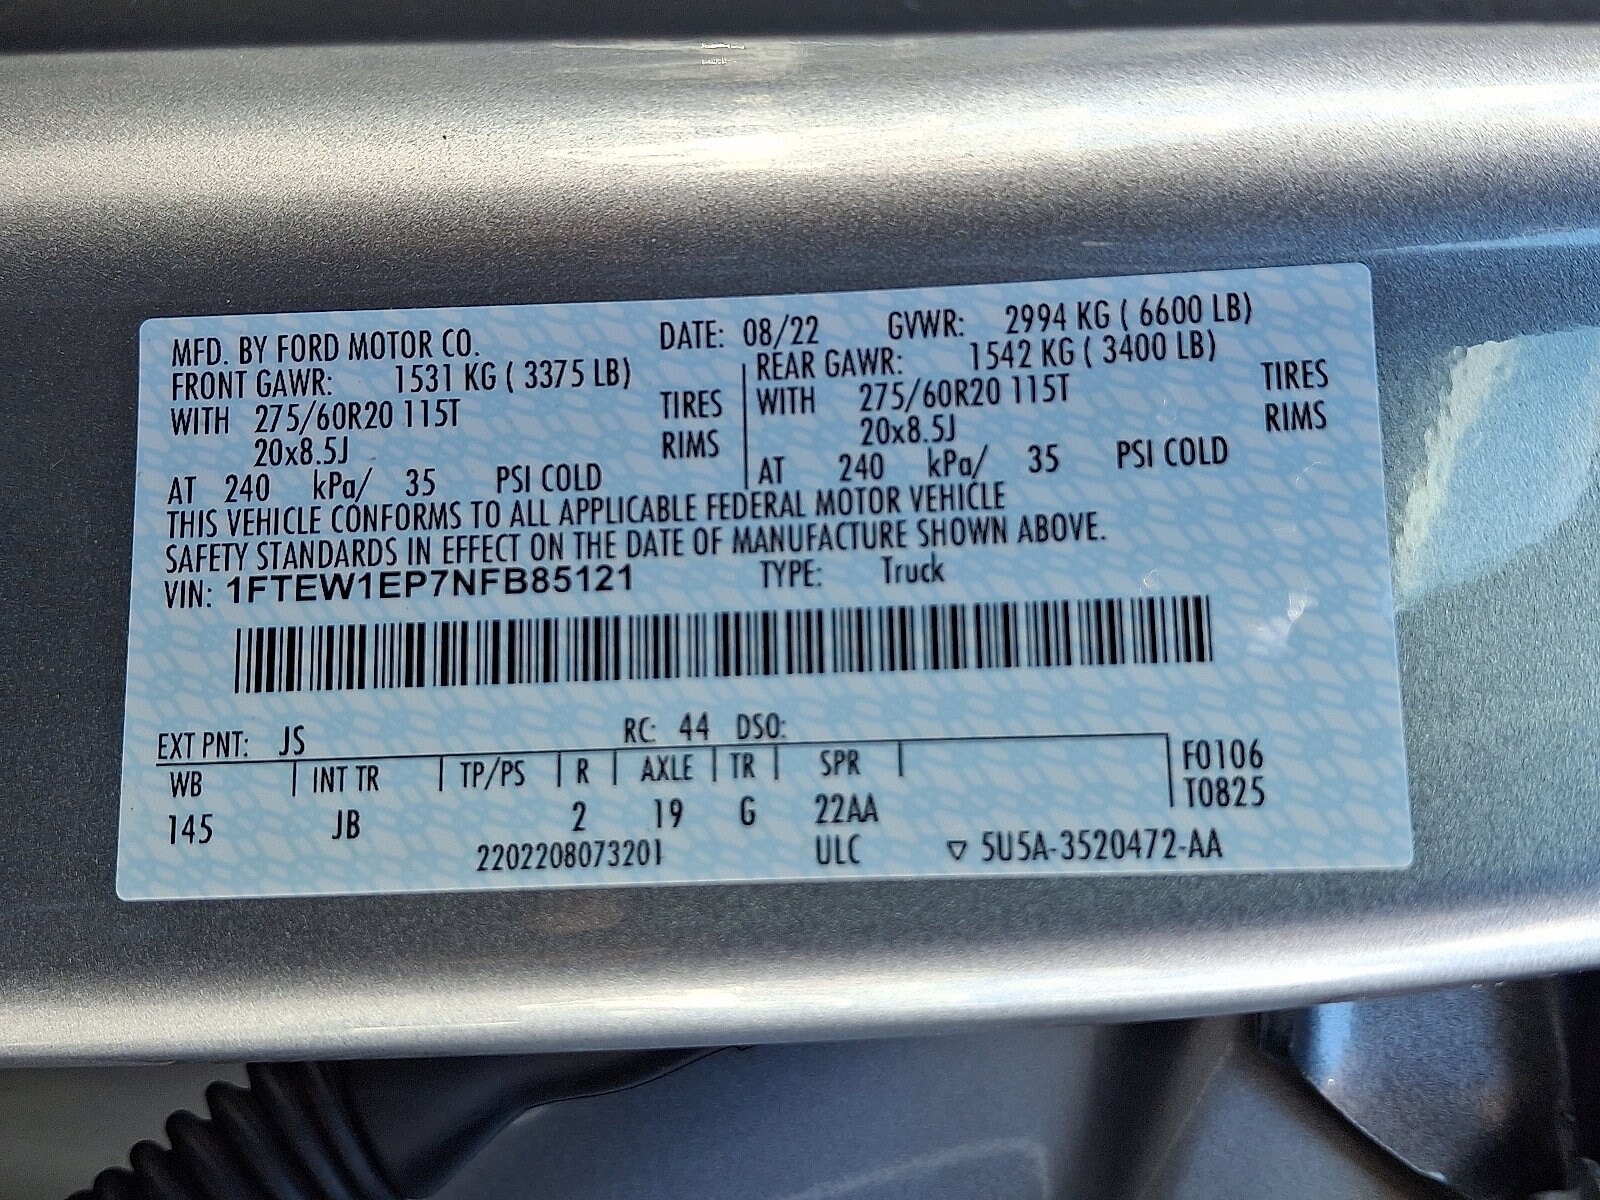 MFD. BY FORD MOTOR CO. DATE: 08/22 GVWR: 2994 KG ( 6600 LB)
FRONT GAWR: 1531 KG ( 3375 LB) REAR GAWR: 1542 KG ( 3400 LB)
WITH 275/60R20 115T TIRES WITH 275/60R20 115T TIRES
20x8.5J RIMS 20x8.5J RIMS
AT 240 kPa/ 35 PSI COLD AT 240 kPa/ 35 PSI COLD
THIS VEHICLE CONFORMS TO ALL APPLICABLE FEDERAL MOTOR VEHICLE
SAFETY STANDARDS IN EFFECT ON THE DATE OF MANUFACTURE SHOWN ABOVE.
VIN: 1FTEW1EP7NFB85121 TYPE: Truck
EXT PNT: JS RC: 44 DSO:
WB INT TR TP/PS R AXLE TR SPR F0106
145 JB 2 19 G 22AA T0825
2202208073201 ULC ▽ 5U5A-3520472-AA